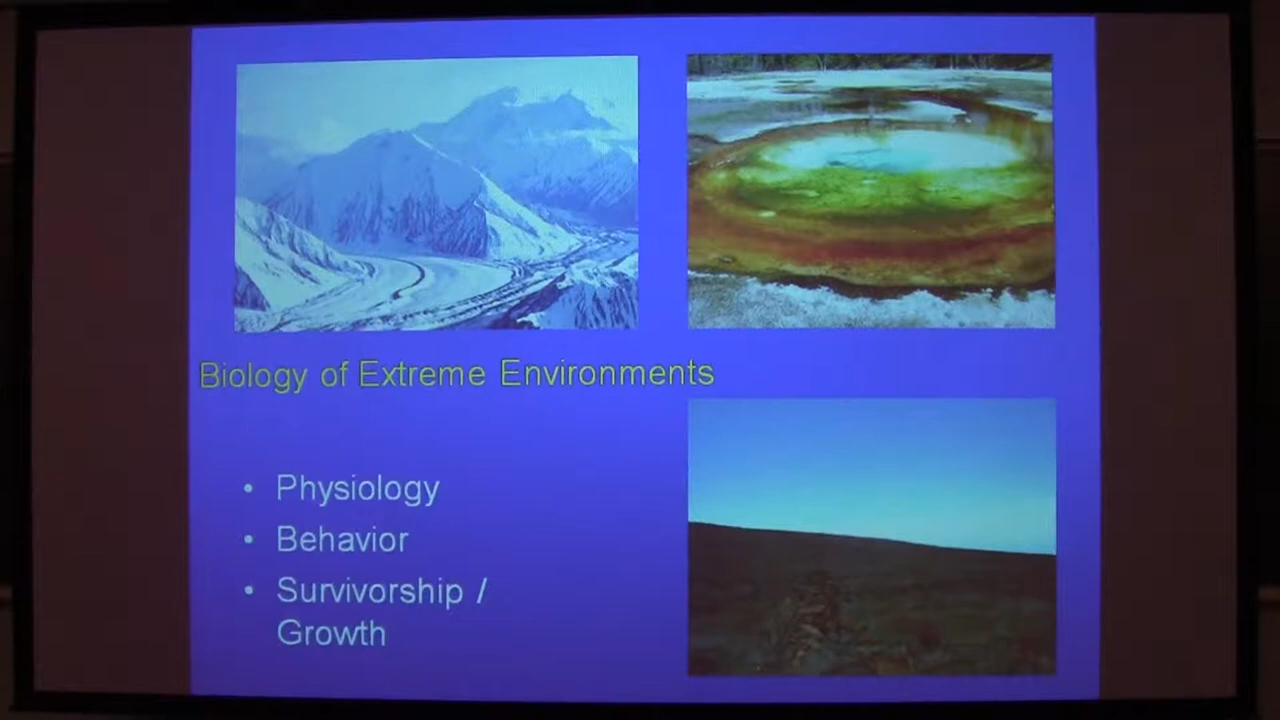 Biology of Extreme Environments
• Physiology
• Behavior
• Survivorship /
Growth